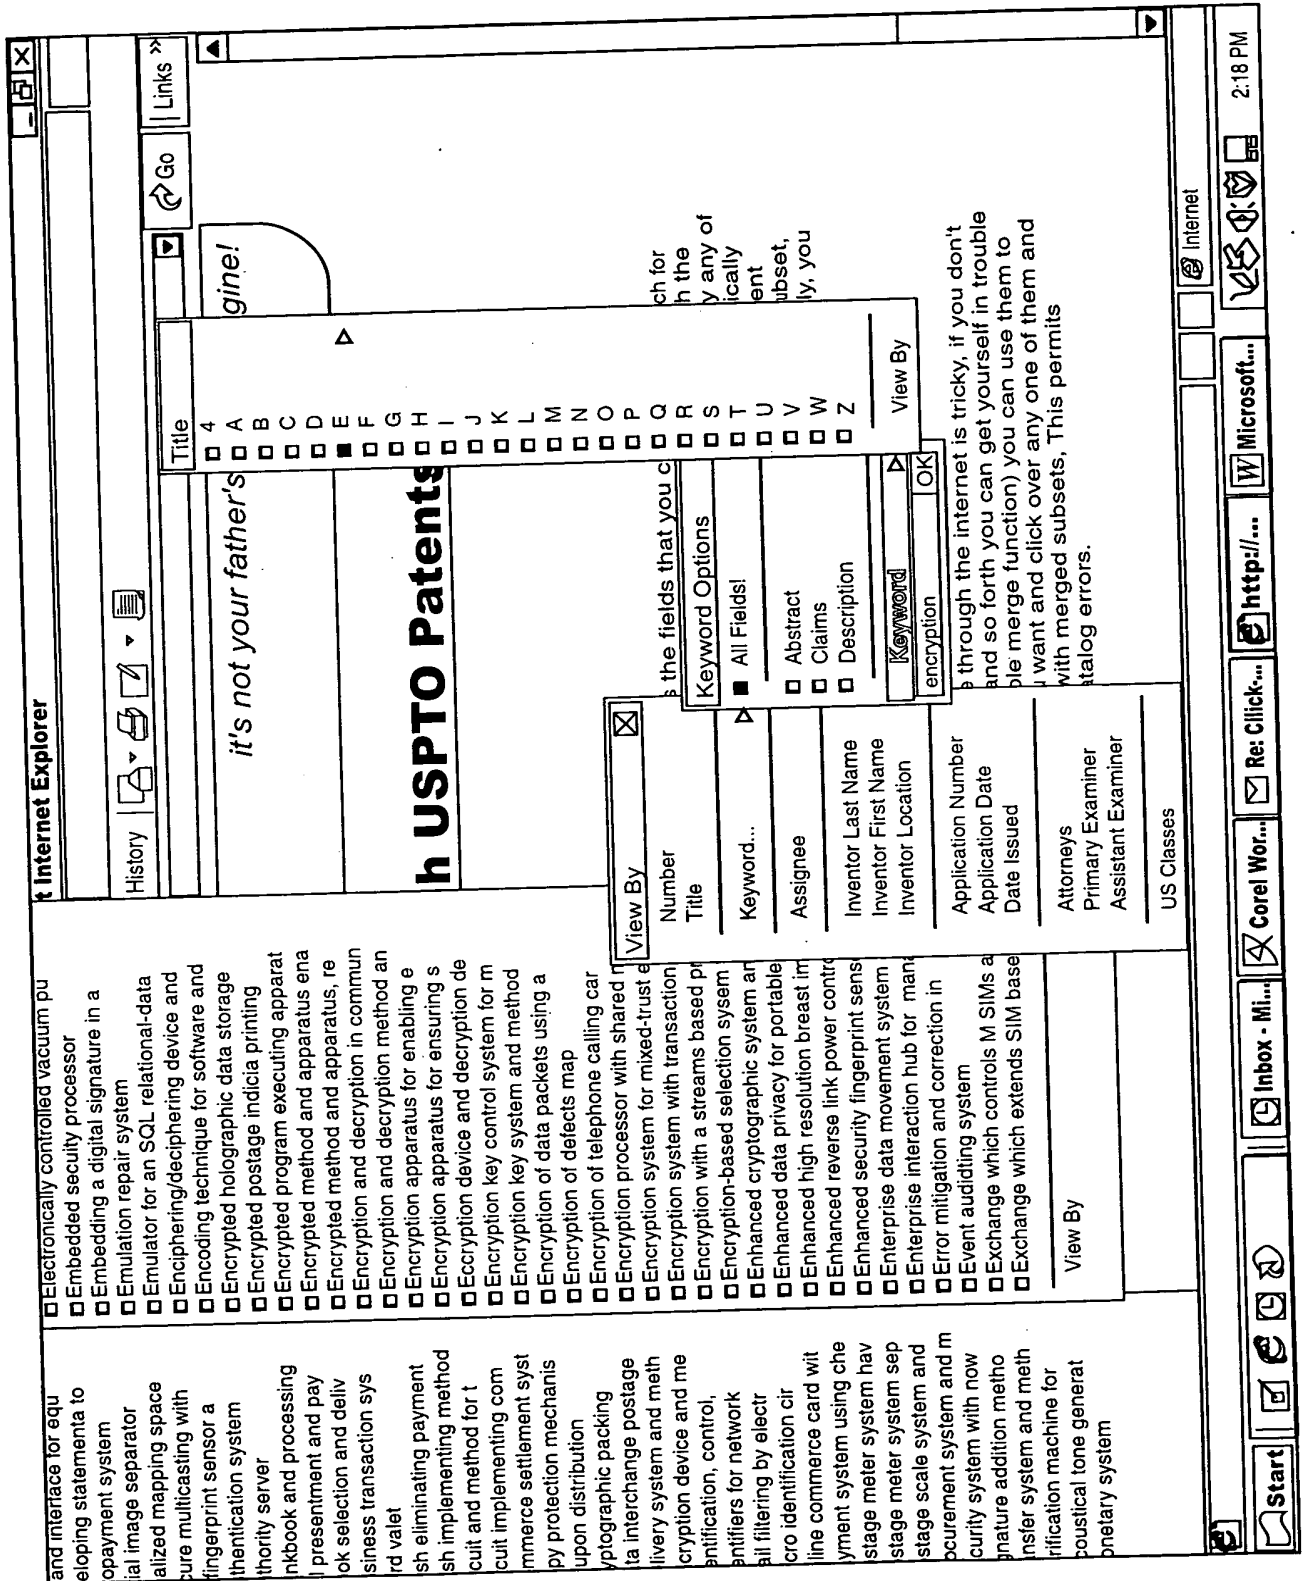 t Internet Explorer
History
Go
Links »
it's not your father's
gine!
h USPTO Patents
s the fields that you c
ch for
h the
y any of
ically
ent
ubset,
ly, you
e through the internet is tricky, if you don't
and so forth you can get yourself in trouble
ole merge function) you can use them to
u want and click over any one of them and
with merged subsets, This permits
atalog errors.
and interface for equ
eloping statementa to
opayment system
ial image separator
alized mapping space
cure multicasting with
fingerprint sensor a
thentication system
thority server
nkbook and processing
l presentment and pay
ok selection and deliv
siness transaction sys
rd valet
sh eliminating payment
sh implementing method
cuit and method for t
cuit implementing com
mmerce settlement syst
py protection mechanis
upon distribution
yptographic packing
ta interchange postage
livery system and meth
cryption device and me
entification, control,
entifiers for network
ail filtering by electr
cro identification cir
line commerce card wit
yment system using che
stage meter system hav
stage meter system sep
stage scale system and
ocurement system and m
curity system with now
gnature addition metho
ansfer system and meth
rification machine for
coustical tone generat
onetary system
Electronically controlled vacuum pu
Embedded security processor
Embedding a digital signature in a
Emulation repair system
Emulator for an SQL relational-data
Enciphering/deciphering device and
Encoding technique for software and
Encrypted holographic data storage
Encrypted postage indicia printing
Encrypted program executing apparat
Encrypted method and apparatus ena
Encrypted method and apparatus, re
Encryption and decryption in commun
Encryption and decryption method an
Encryption apparatus for enabling e
Encryption apparatus for ensuring s
Eccryption device and decryption de
Encryption key control system for m
Encryption key system and method
Encryption of data packets using a
Encryption of defects map
Encryption of telephone calling car
Encryption processor with shared m
Encryption system for mixed-trust e
Encryption system with transaction
Encryption with a streams based pr
Encryption-based selection system
Enhanced cryptographic system an
Enhanced data privacy for portable
Enhanced high resolution breast im
Enhanced reverse link power contro
Enhanced security fingerprint sens
Enterprise data movement system
Enterprise interaction hub for mana
Error mitigation and correction in
Event audidting system
Exchange which controls M SIMs a
Exchange which extends SIM base
View By
View By
Number
Title
Keyword...
Assignee
Inventor Last Name
Inventor First Name
Inventor Location
Application Number
Application Date
Date Issued
Attorneys
Primary Examiner
Assistant Examiner
US Classes
Keyword Options
All Fields!
Abstract
Claims
Description
Keyword
encryption
OK
Title
4
A
B
C
D
E
F
G
H
I
J
K
L
M
N
O
P
Q
R
S
T
U
V
W
Z
View By
Internet
Start
Inbox - Mi...
Corel Wor...
Re: Cllick-...
http://...
W Microsoft...
2:18 PM